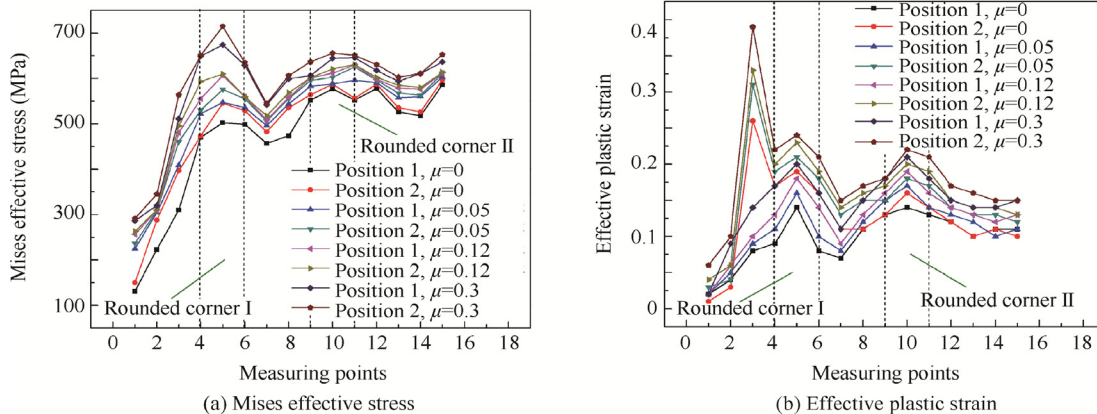 Mises effective stress (MPa)
700
500
300
100
Rounded corner II
Position 1, μ=0
Position 2, μ=0
Position 1, μ=0.05
Position 2, μ=0.05
Position 1, μ=0.12
Position 2, μ=0.12
Position 1, μ=0.3
Position 2, μ=0.3
Rounded corner I
0 2 4 6 8 10 12 14 16 18
Measuring points
(a) Mises effective stress
Effective plastic strain
0.4
0.3
0.2
0.1
0
Position 1, μ=0
Position 2, μ=0
Position 1, μ=0.05
Position 2, μ=0.05
Position 1, μ=0.12
Position 2, μ=0.12
Position 1, μ=0.3
Position 2, μ=0.3
Rounded corner I
Rounded corner II
0 2 4 6 8 10 12 14 16 18
Measuring points
(b) Effective plastic strain